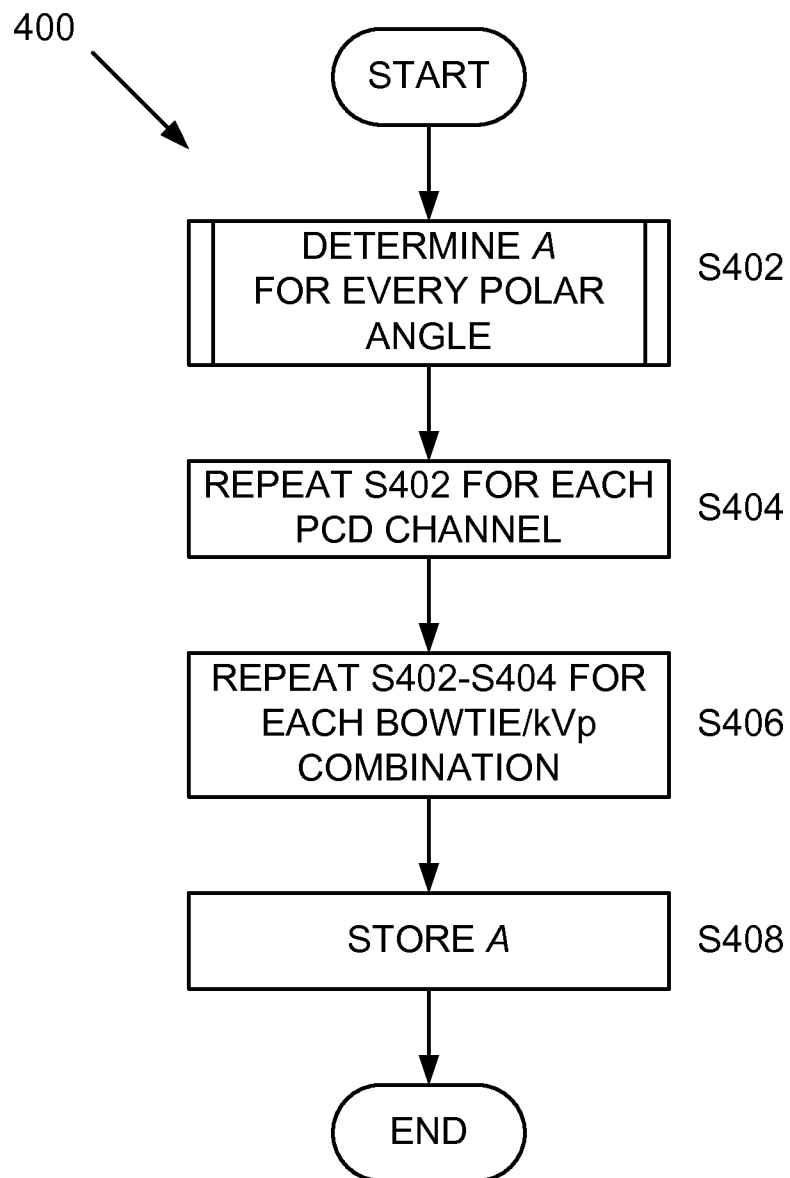 400
START
DETERMINE A
FOR EVERY POLAR
ANGLE
S402
REPEAT S402 FOR EACH
PCD CHANNEL
S404
REPEAT S402-S404 FOR
EACH BOWTIE/kVp
COMBINATION
S406
STORE A
S408
END